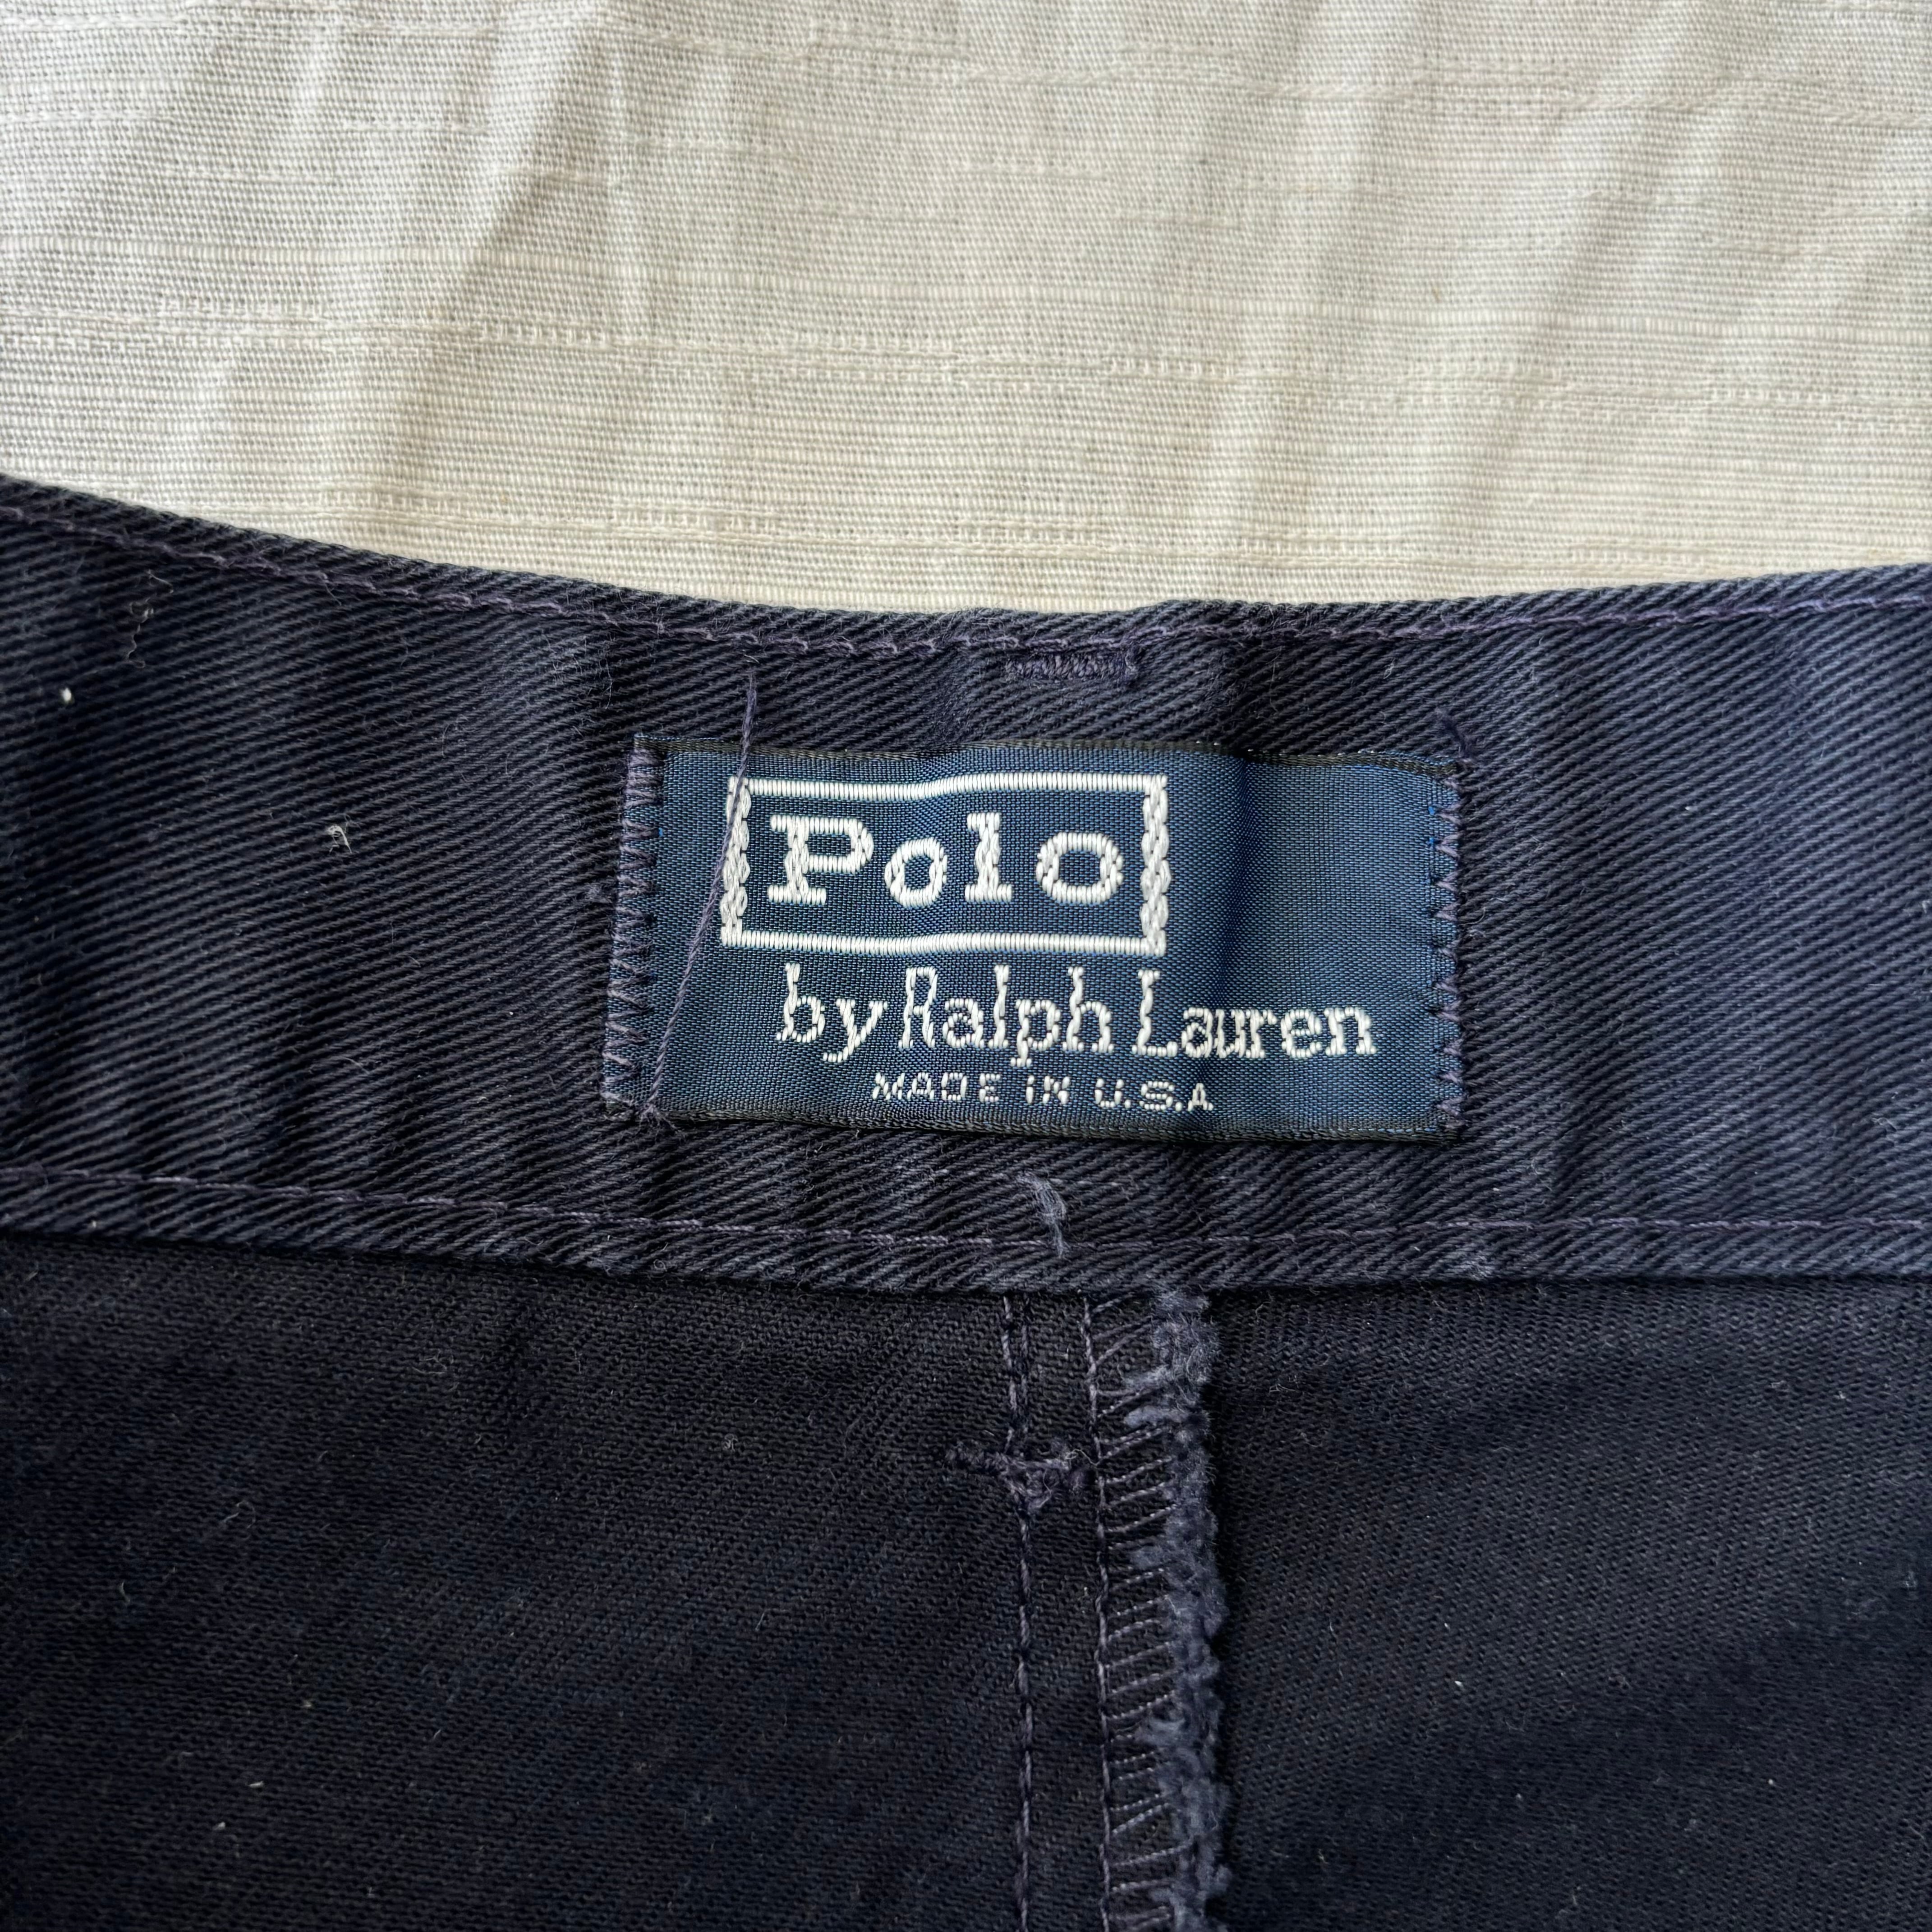 Polo
by Ralph Lauren
MADE IN U.S.A